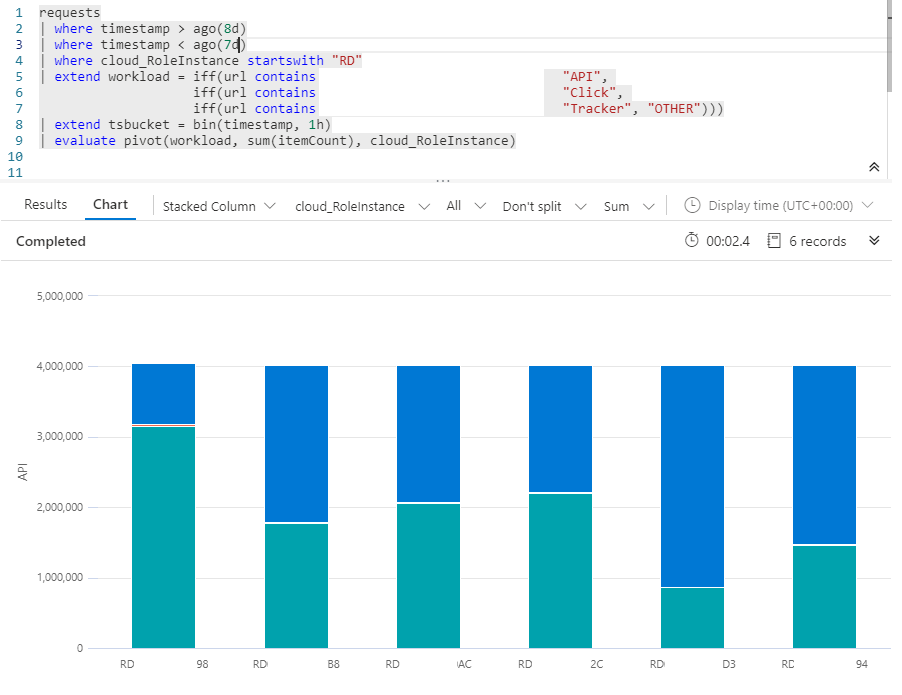 1 requests
2 | where timestamp > ago(8d)
3 | where timestamp < ago(7d)
4 | where cloud_RoleInstance startswith "RD"
5 | extend workload = iff(url contains "API",
6 iff(url contains "Click",
7 iff(url contains "Tracker", "OTHER")))
8 | extend tsbucket = bin(timestamp, 1h)
9 | evaluate pivot(workload, sum(itemCount), cloud_RoleInstance)
10
11
...
Results Chart Stacked Column cloud_RoleInstance All Don't split Sum Display time (UTC+00:00)
Completed 00:02.4 6 records
5,000,000
4,000,000
3,000,000
API
2,000,000
1,000,000
0
RD 98 RD B8 RD AC RD 2C RD D3 RD 94